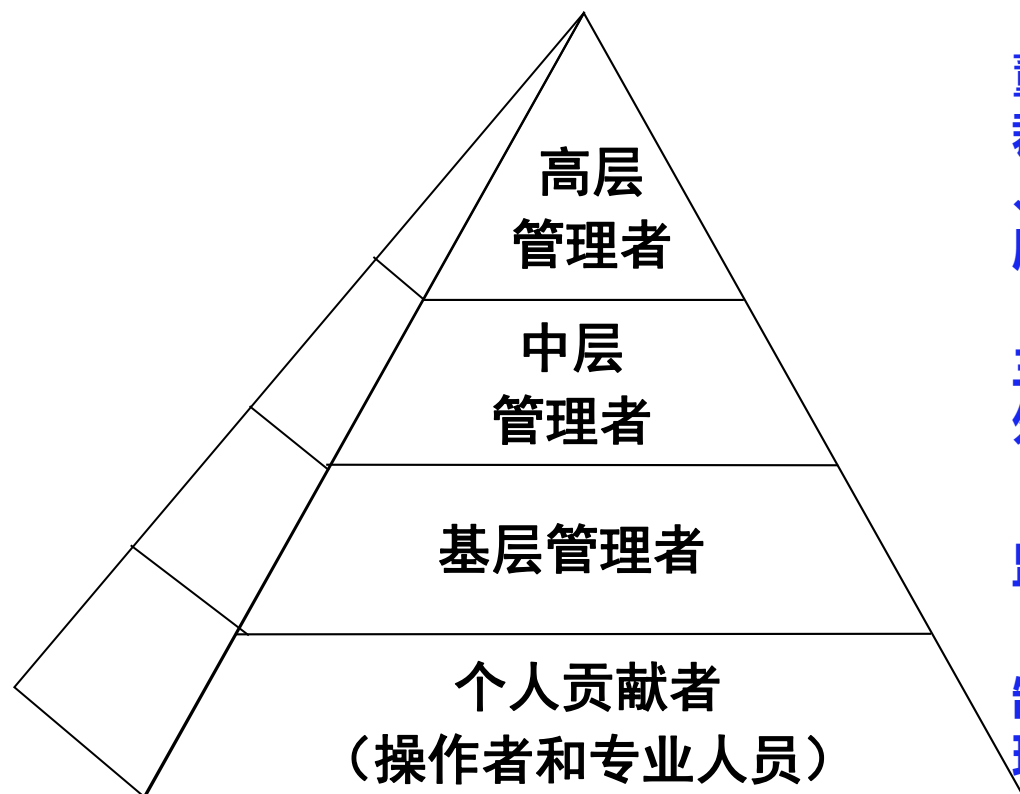 高层
管理者
中层
管理者
基层管理者
个人贡献者
（操作者和专业人员）